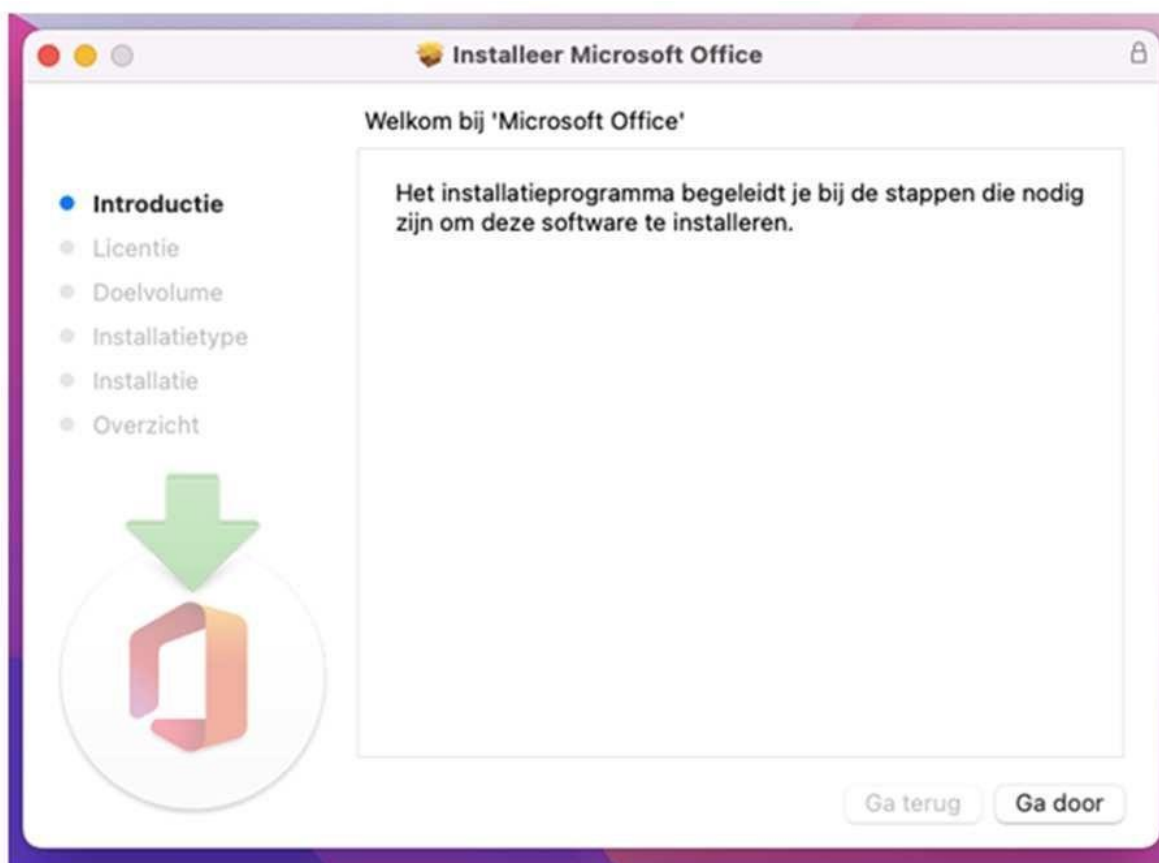 Installeer Microsoft Office
Welkom bij 'Microsoft Office'
Introductie
Licentie
Doelvolume
Installatietype
Installatie
Overzicht
Het installatieprogramma begeleidt je bij de stappen die nodig
zijn om deze software te installeren.
Ga terug
Ga door